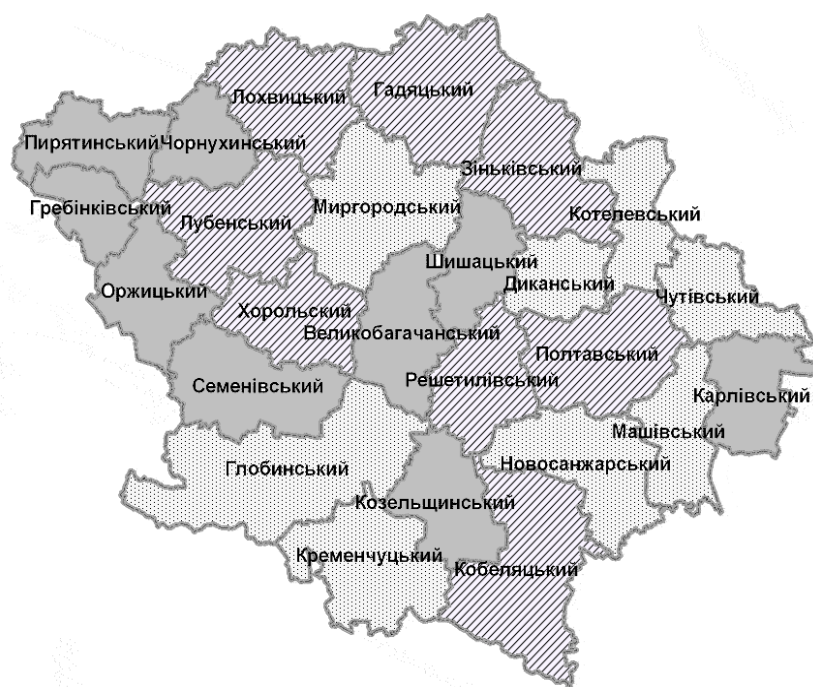 Гадяцький
Лохвицький
Пирятинський
Чорнухинський
Зіньківський
Гребінківський
Миргородський
Котелевський
Лубенський
Шишацький
Диканський
Оржицький
Чутівський
Хорольский
Великобагачанський
Полтавський
Семенівський
Решетилівський
Карлівський
Машівський
Глобинський
Новосанжарський
Козельщинський
Кременчуцький
Кобеляцький